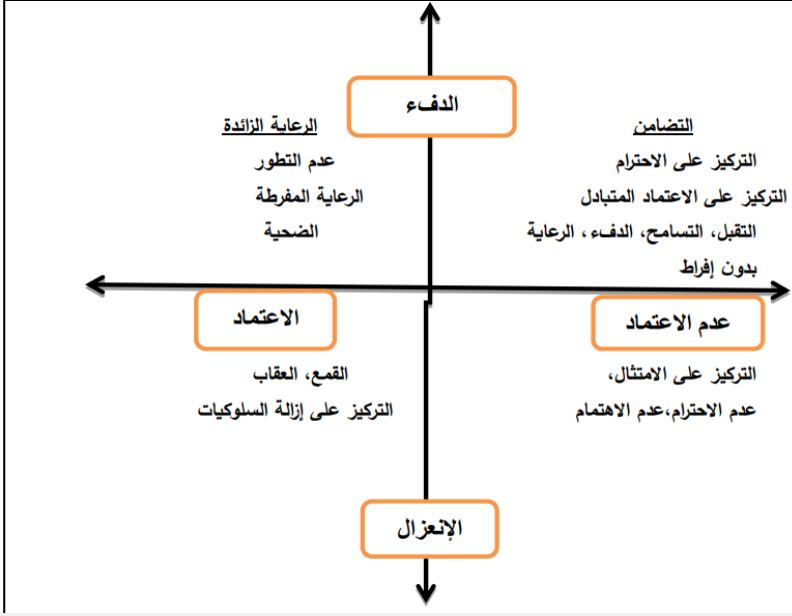 الدفء
التضامن
التركيز على الاحترام
التركيز على الاعتماد المتبادل
التقبل، التسامح، الدفء ، الرعاية
بدون إفراط
الرعاية الزائدة
عدم التطور
الرعاية المفرطة
الضحية
عدم الاعتماد
الاعتماد
التركيز على الامتثال،
عدم الاحترام،عدم الاهتمام
القمع، العقاب
التركيز على إزالة السلوكيات
الإنعزال